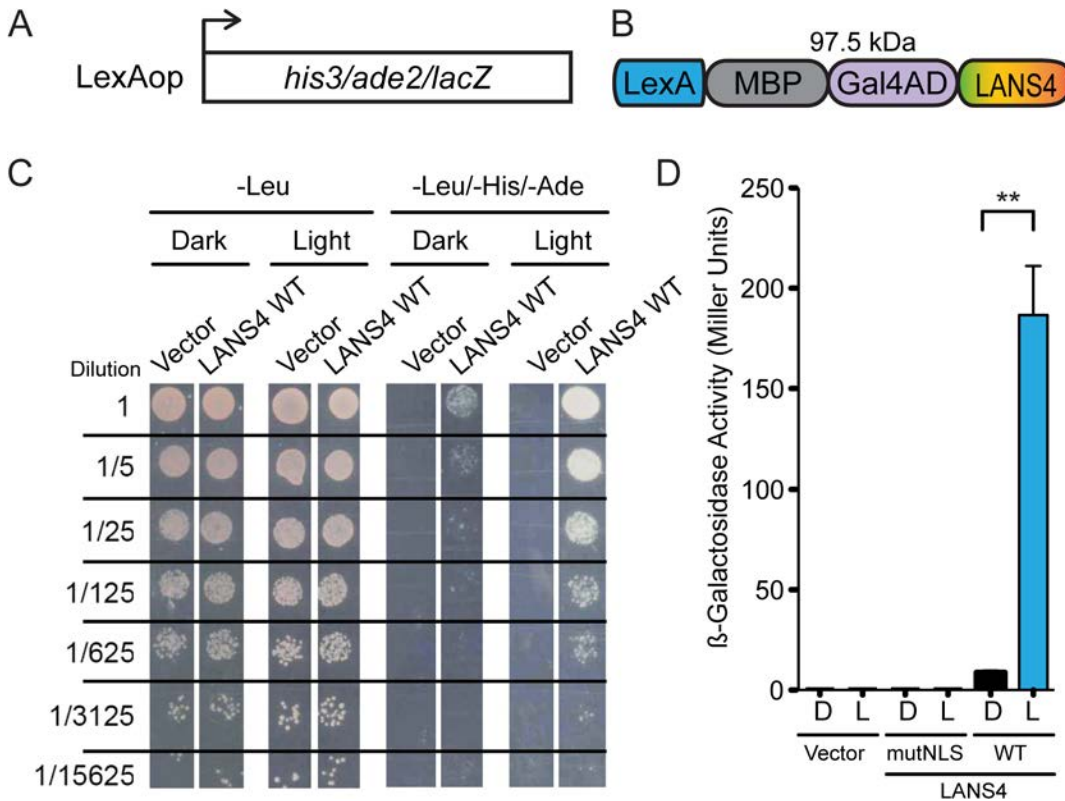 A
LexAop
his3/ade2/lacZ
B
97.5 kDa
LexA MBP Gal4AD LANS4
C
-Leu -Leu/-His/-Ade
Dark Light Dark Light
Vector LANS4 WT Vector LANS4 WT Vector LANS4 WT Vector LANS4 WT
Dilution
1
1/5
1/25
1/125
1/625
1/3125
1/15625
D
ß-Galactosidase Activity (Miller Units)
250
200
150
100
50
0
**
D L D L D L
Vector mutNLS WT
LANS4